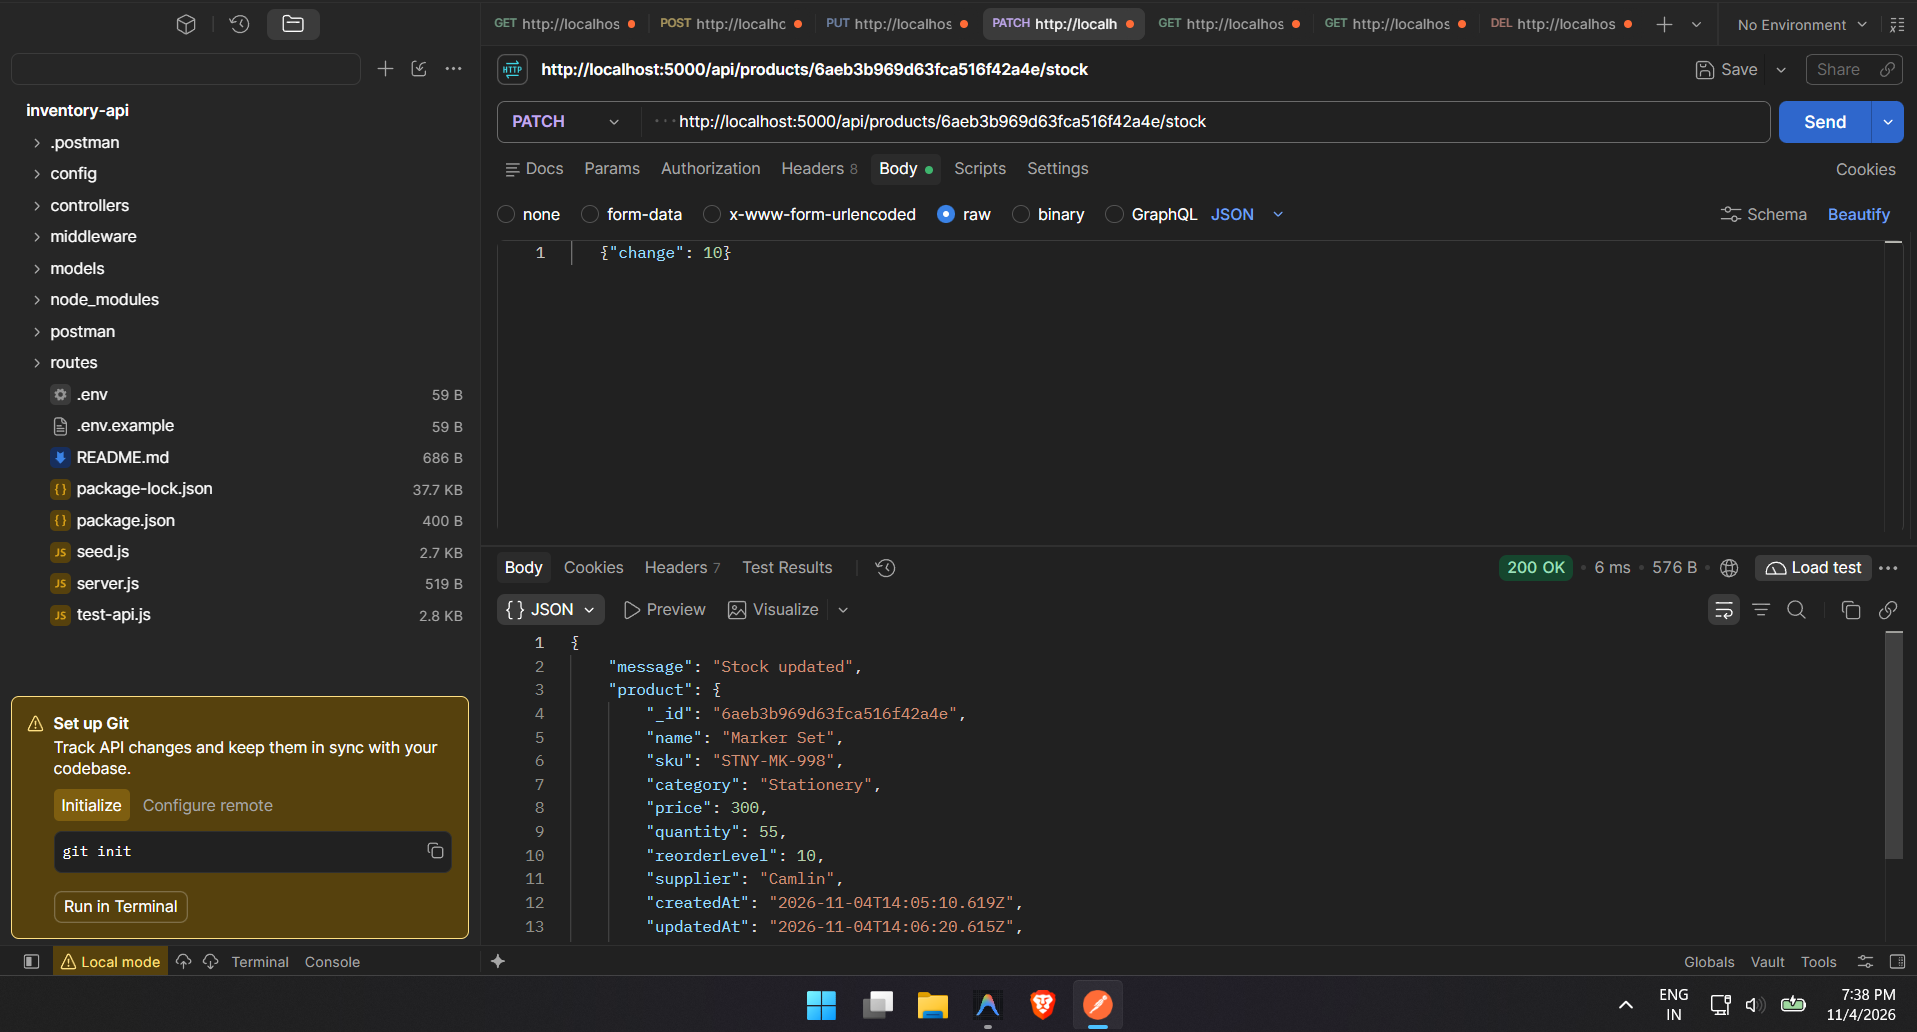 GET http://localhos
POST http://localhc
PUT http://localhos
PATCH http://localh
GET http://localhos
GET http://localhos
DEL http://localhos
No Environment
HTTP http://localhost:5000/api/products/6aeb3b969d63fca516f42a4e/stock
Save
Share
inventory-api
PATCH
http://localhost:5000/api/products/6aeb3b969d63fca516f42a4e/stock
Send
.postman
config
controllers
middleware
models
node_modules
postman
routes
.env 59 B
.env.example 59 B
README.md 686 B
{} package-lock.json 37.7 KB
{} package.json 400 B
JS seed.js 2.7 KB
JS server.js 519 B
JS test-api.js 2.8 KB
Set up Git
Track API changes and keep them in sync with your
codebase.
Initialize Configure remote
git init
Run in Terminal
Docs Params Authorization Headers 8 Body Scripts Settings
Cookies
none form-data x-www-form-urlencoded raw binary GraphQL JSON
Schema Beautify
1 {"change": 10}
Body Cookies Headers 7 Test Results
200 OK • 6 ms • 576 B •
Load test
{} JSON Preview Visualize
1 {
2 "message": "Stock updated",
3 "product": {
4 "_id": "6aeb3b969d63fca516f42a4e",
5 "name": "Marker Set",
6 "sku": "STNY-MK-998",
7 "category": "Stationery",
8 "price": 300,
9 "quantity": 55,
10 "reorderLevel": 10,
11 "supplier": "Camlin",
12 "createdAt": "2026-11-04T14:05:10.619Z",
13 "updatedAt": "2026-11-04T14:06:20.615Z",
Local mode Terminal Console
Globals Vault Tools
ENG
IN
7:38 PM
11/4/2026